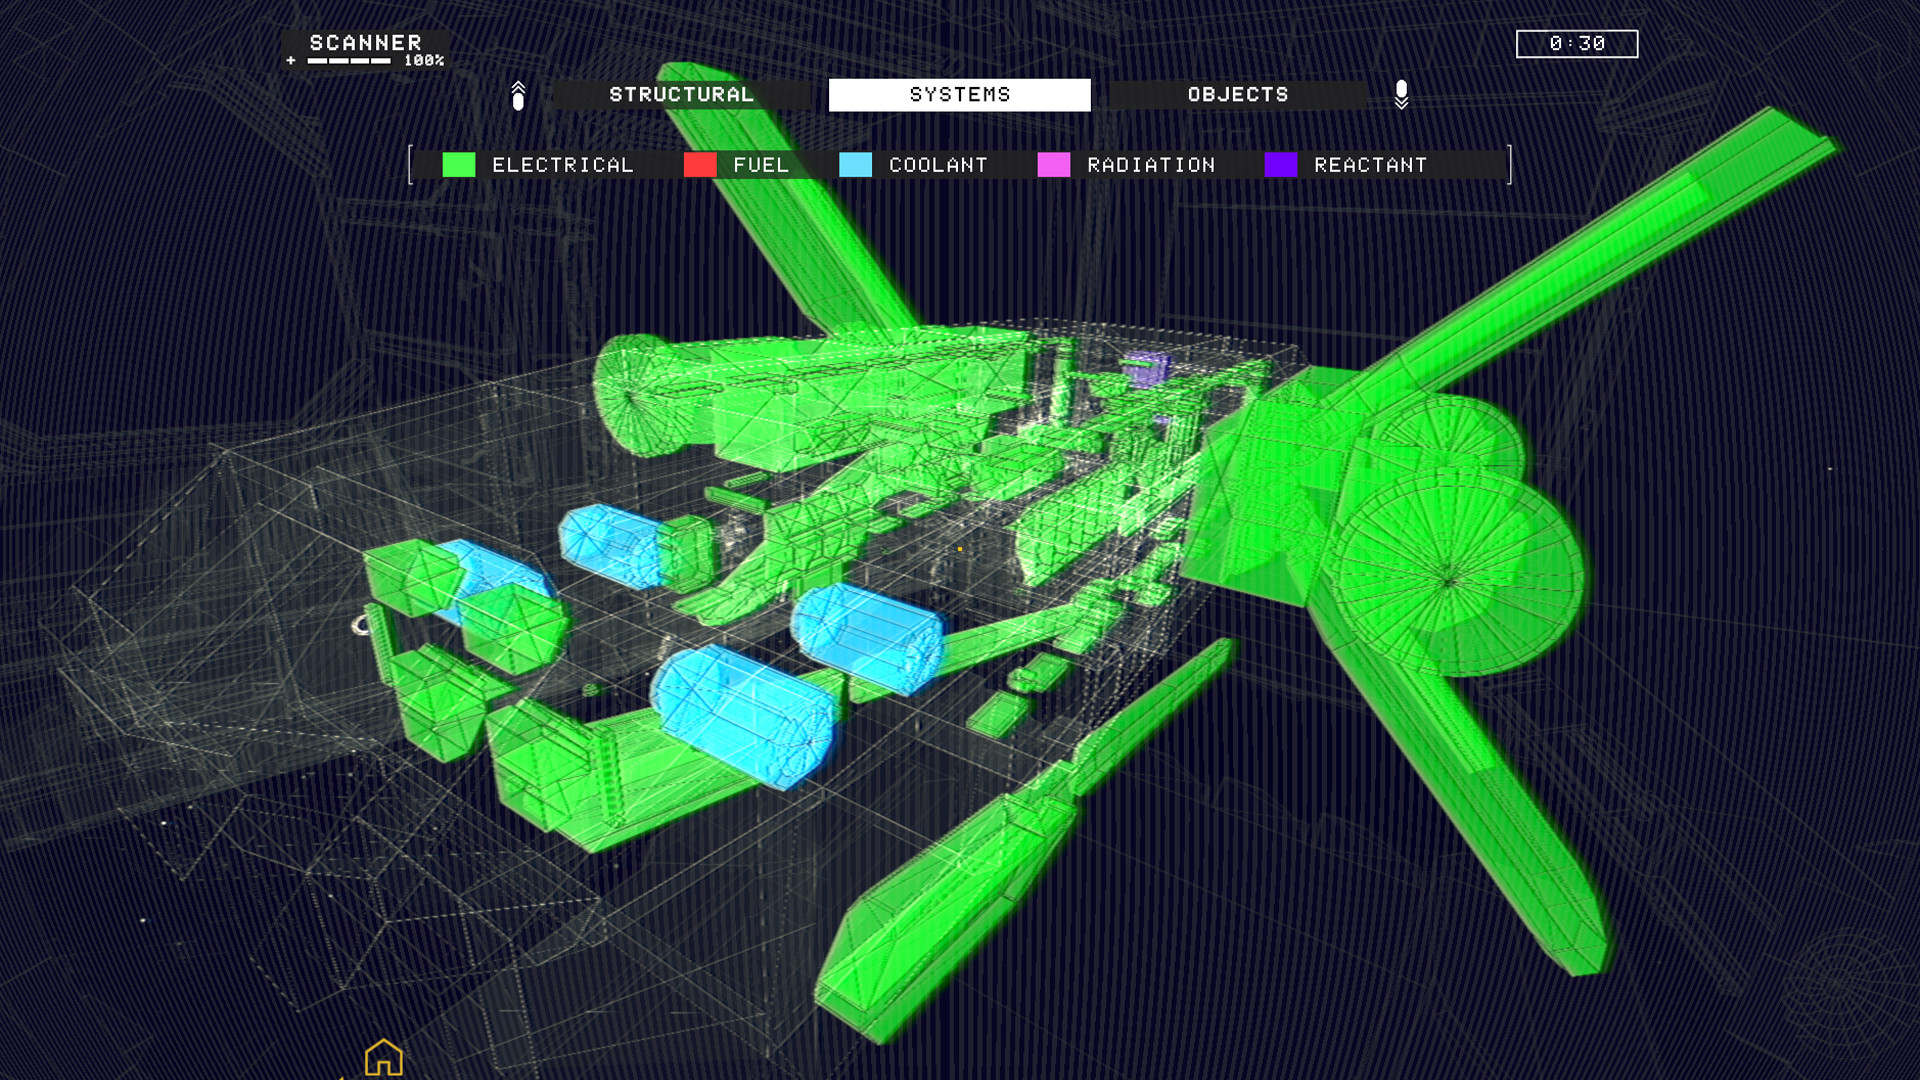 SCANNER
+ 100%
0:30
STRUCTURAL SYSTEMS OBJECTS
ELECTRICAL FUEL COOLANT RADIATION REACTANT